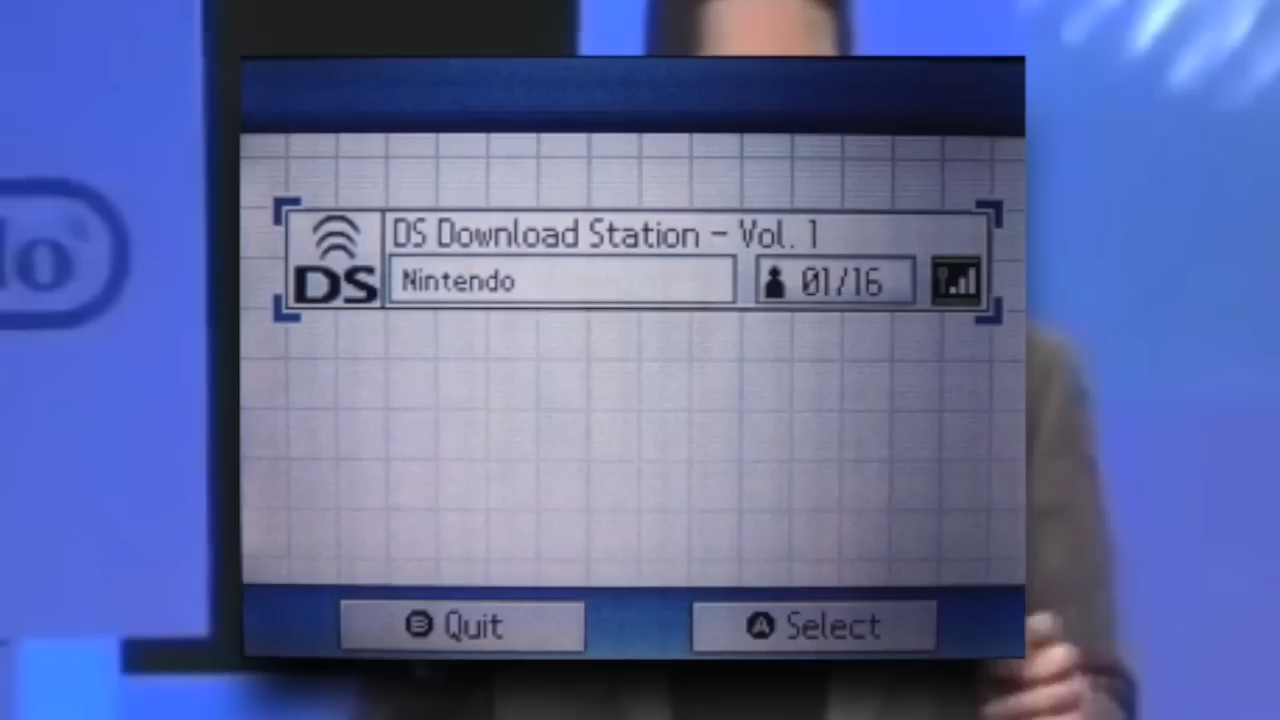 DS Download Station – Vol. 1
DS
Nintendo
01/16
B Quit
A Select